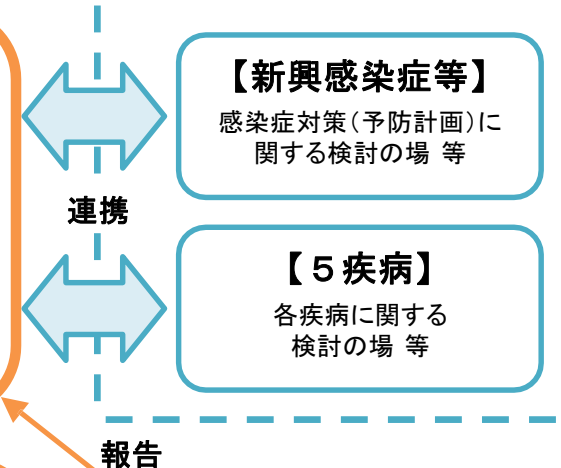 【新興感染症等】
感染症対策（予防計画）に
関する検討の場 等
連携
【５疾病】
各疾病に関する
検討の場 等
報告